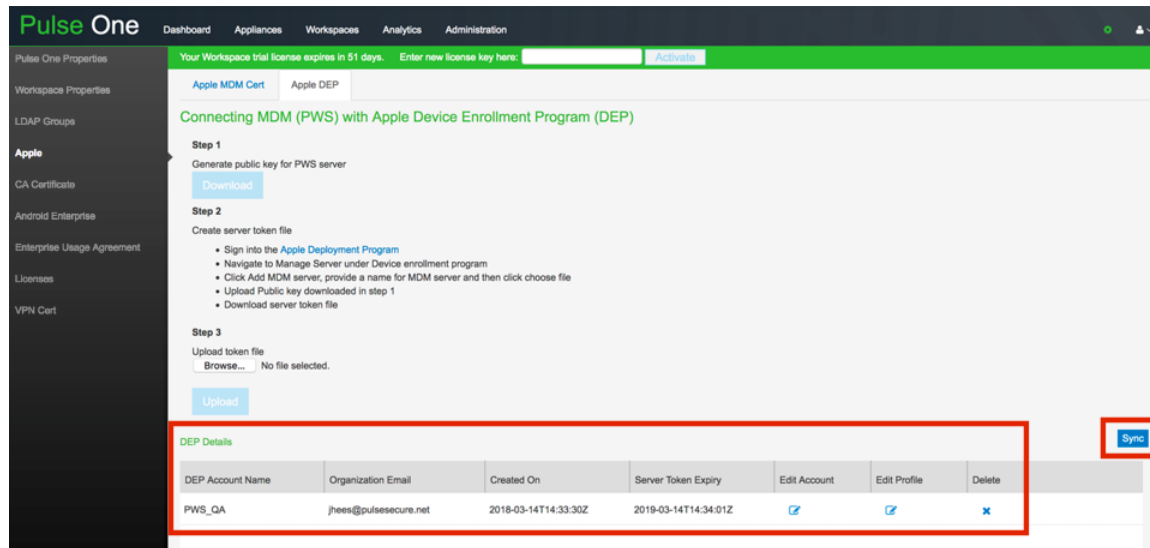 Pulse One
Dashboard Appliances Workspaces Analytics Administration
Pulse One Properties
Workspace Properties
LDAP Groups
Apple
CA Certificate
Android Enterprise
Enterprise Usage Agreement
Licenses
VPN Cert
Your Workspace trial license expires in 51 days. Enter new license key here: Activate
Apple MDM Cert Apple DEP
Connecting MDM (PWS) with Apple Device Enrollment Program (DEP)
Step 1
Generate public key for PWS server
Download
Step 2
Create server token file
• Sign into the Apple Deployment Program
• Navigate to Manage Server under Device enrollment program
• Click Add MDM server, provide a name for MDM server and then click choose file
• Upload Public key downloaded in step 1
• Download server token file
Step 3
Upload token file
Browse... No file selected.
Upload
DEP Details Sync
DEP Account Name Organization Email Created On Server Token Expiry Edit Account Edit Profile Delete
PWS_QA jhees@pulsesecure.net 2018-03-14T14:33:30Z 2019-03-14T14:34:01Z